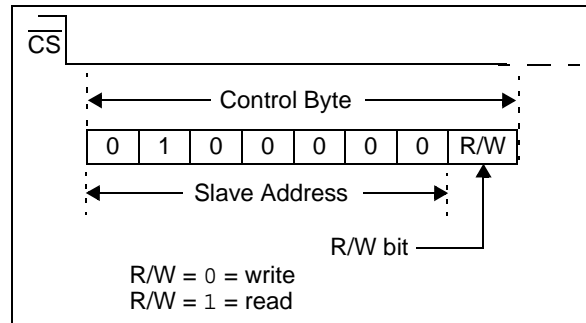 CS
Control Byte
0 1 0 0 0 0 0 R/W
Slave Address
R/W bit
R/W = 0 = write
R/W = 1 = read